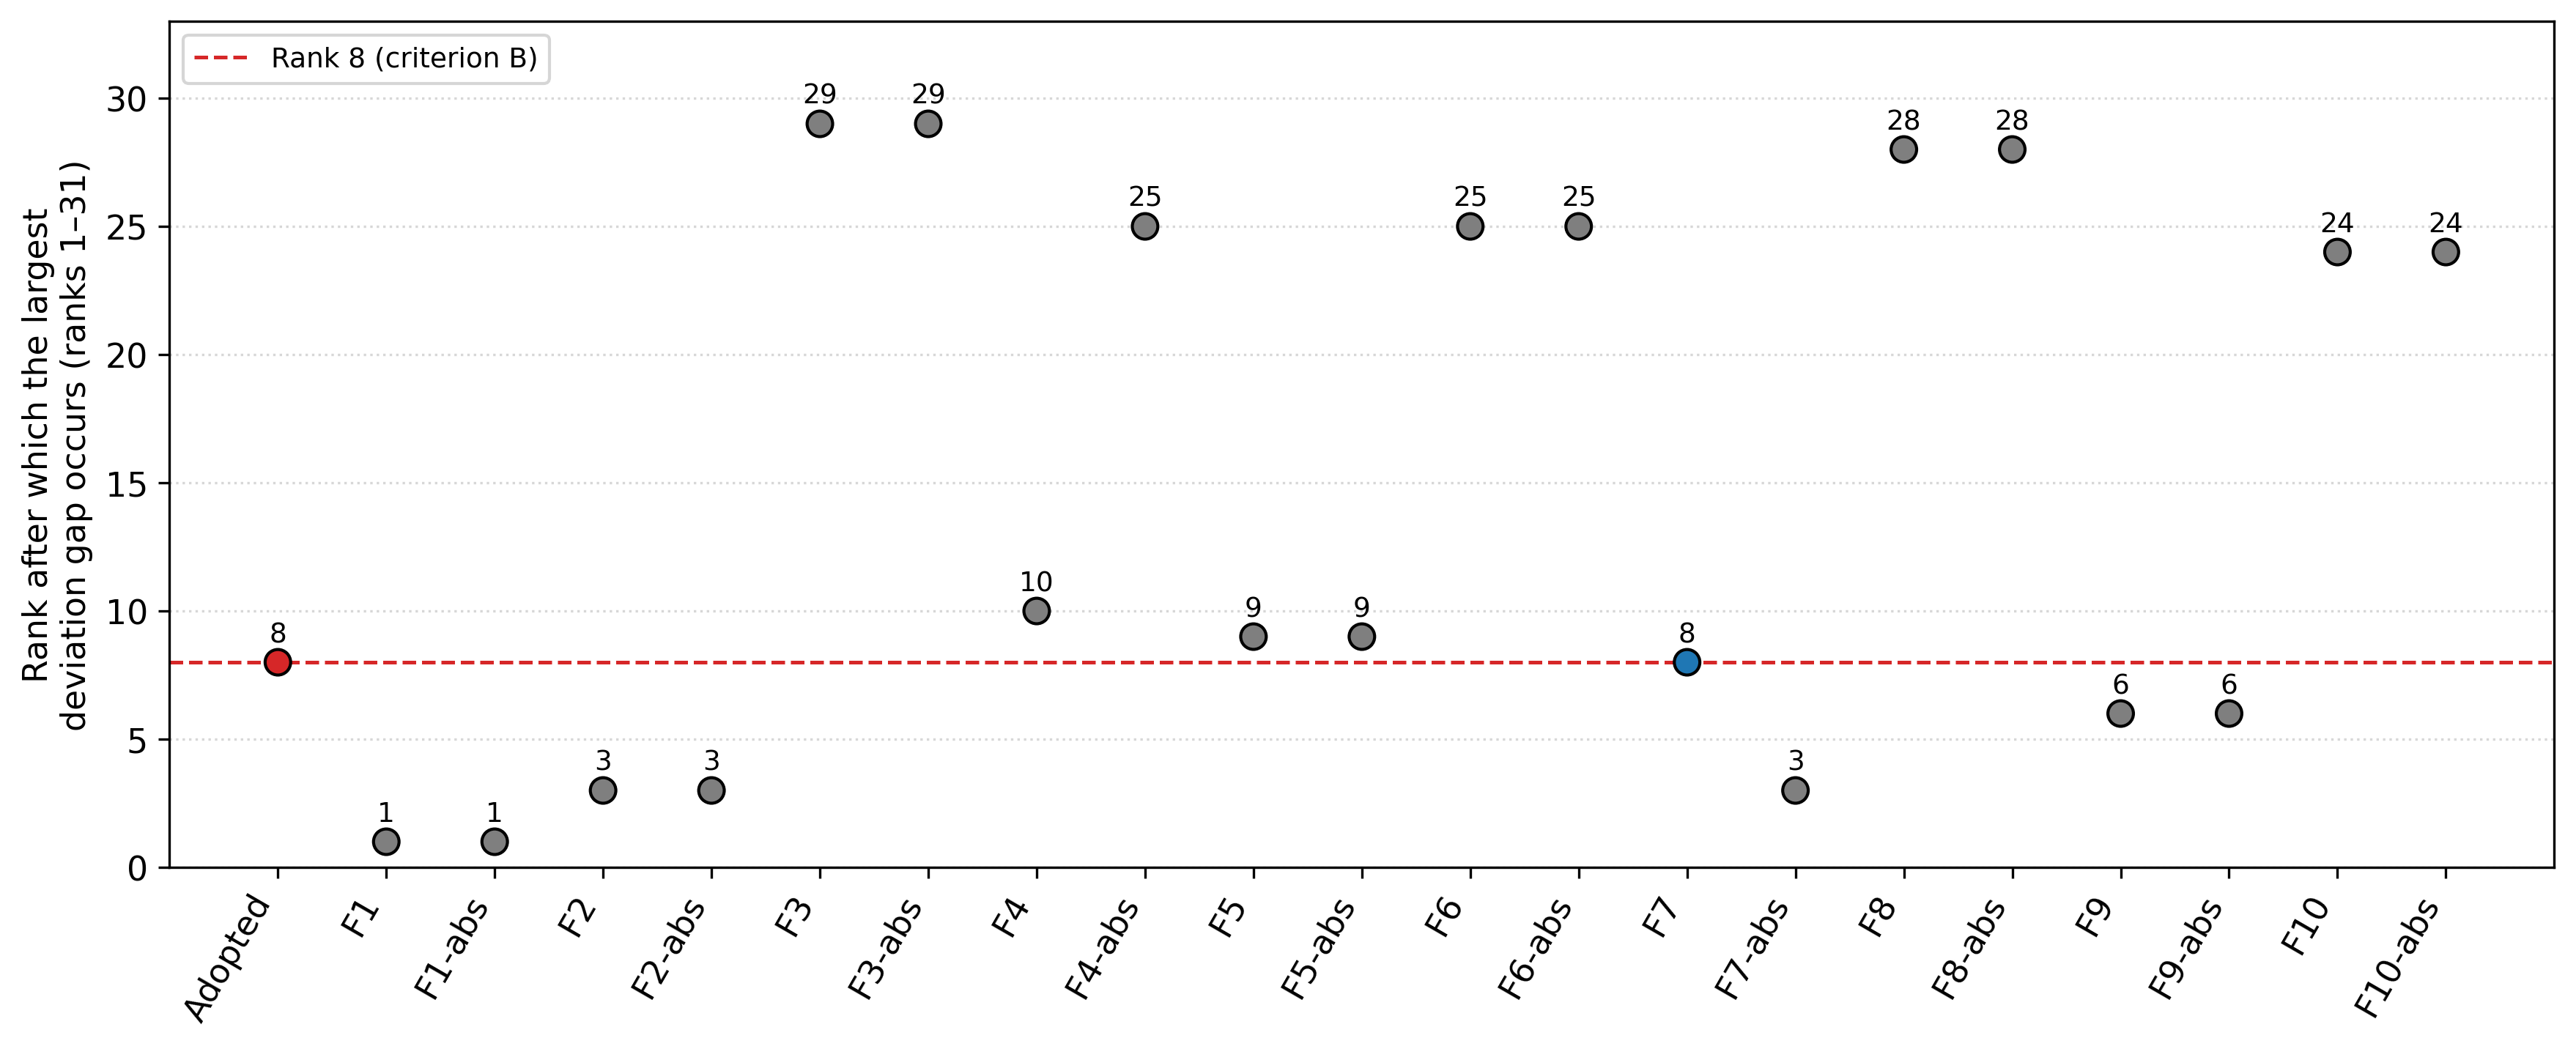 Rank 8 (criterion B)
Rank after which the largest
deviation gap occurs (ranks 1–31)
30
25
20
15
10
5
0
8
1
1
3
3
29
29
10
25
9
9
25
25
8
3
28
28
6
6
24
24
Adopted
F1
F1-abs
F2
F2-abs
F3
F3-abs
F4
F4-abs
F5
F5-abs
F6
F6-abs
F7
F7-abs
F8
F8-abs
F9
F9-abs
F10
F10-abs